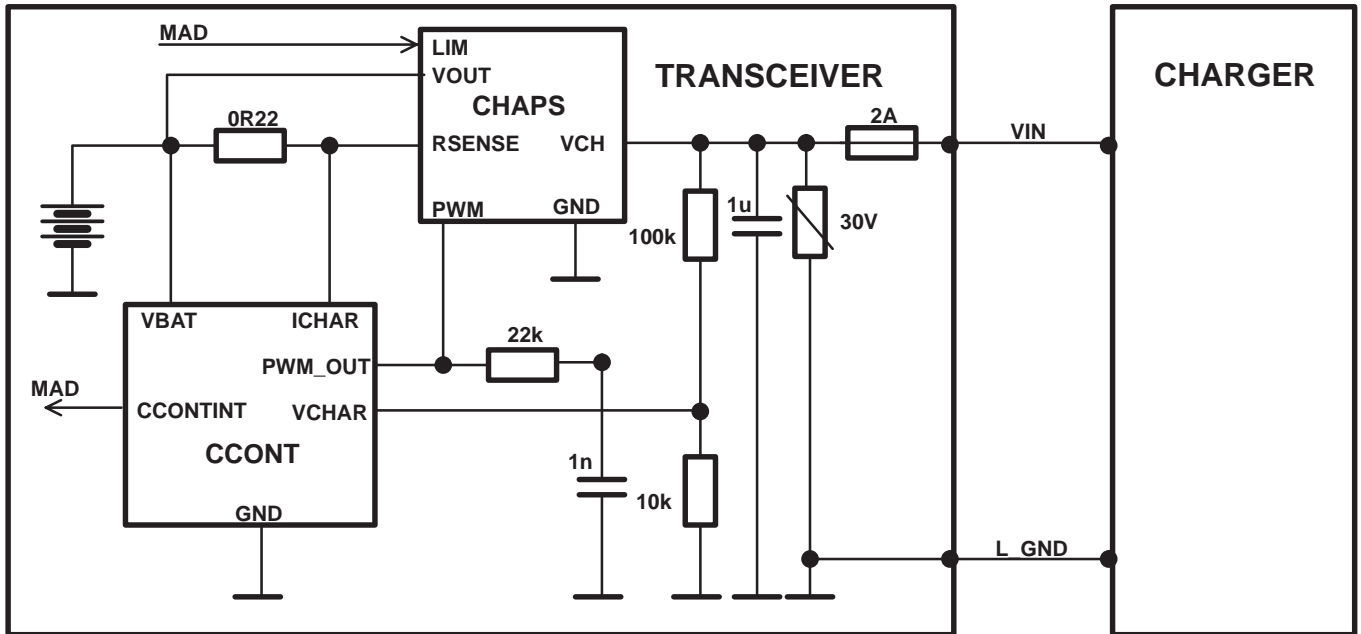 MAD
LIM
VOUT
TRANSCEIVER
CHARGER
CHAPS
0R22
2A
VIN
RSENSE
VCH
PWM
GND
1u
100k
30V
VBAT
ICHAR
22k
PWM_OUT
MAD
CCONTINT
VCHAR
CCONT
1n
10k
GND
L_GND